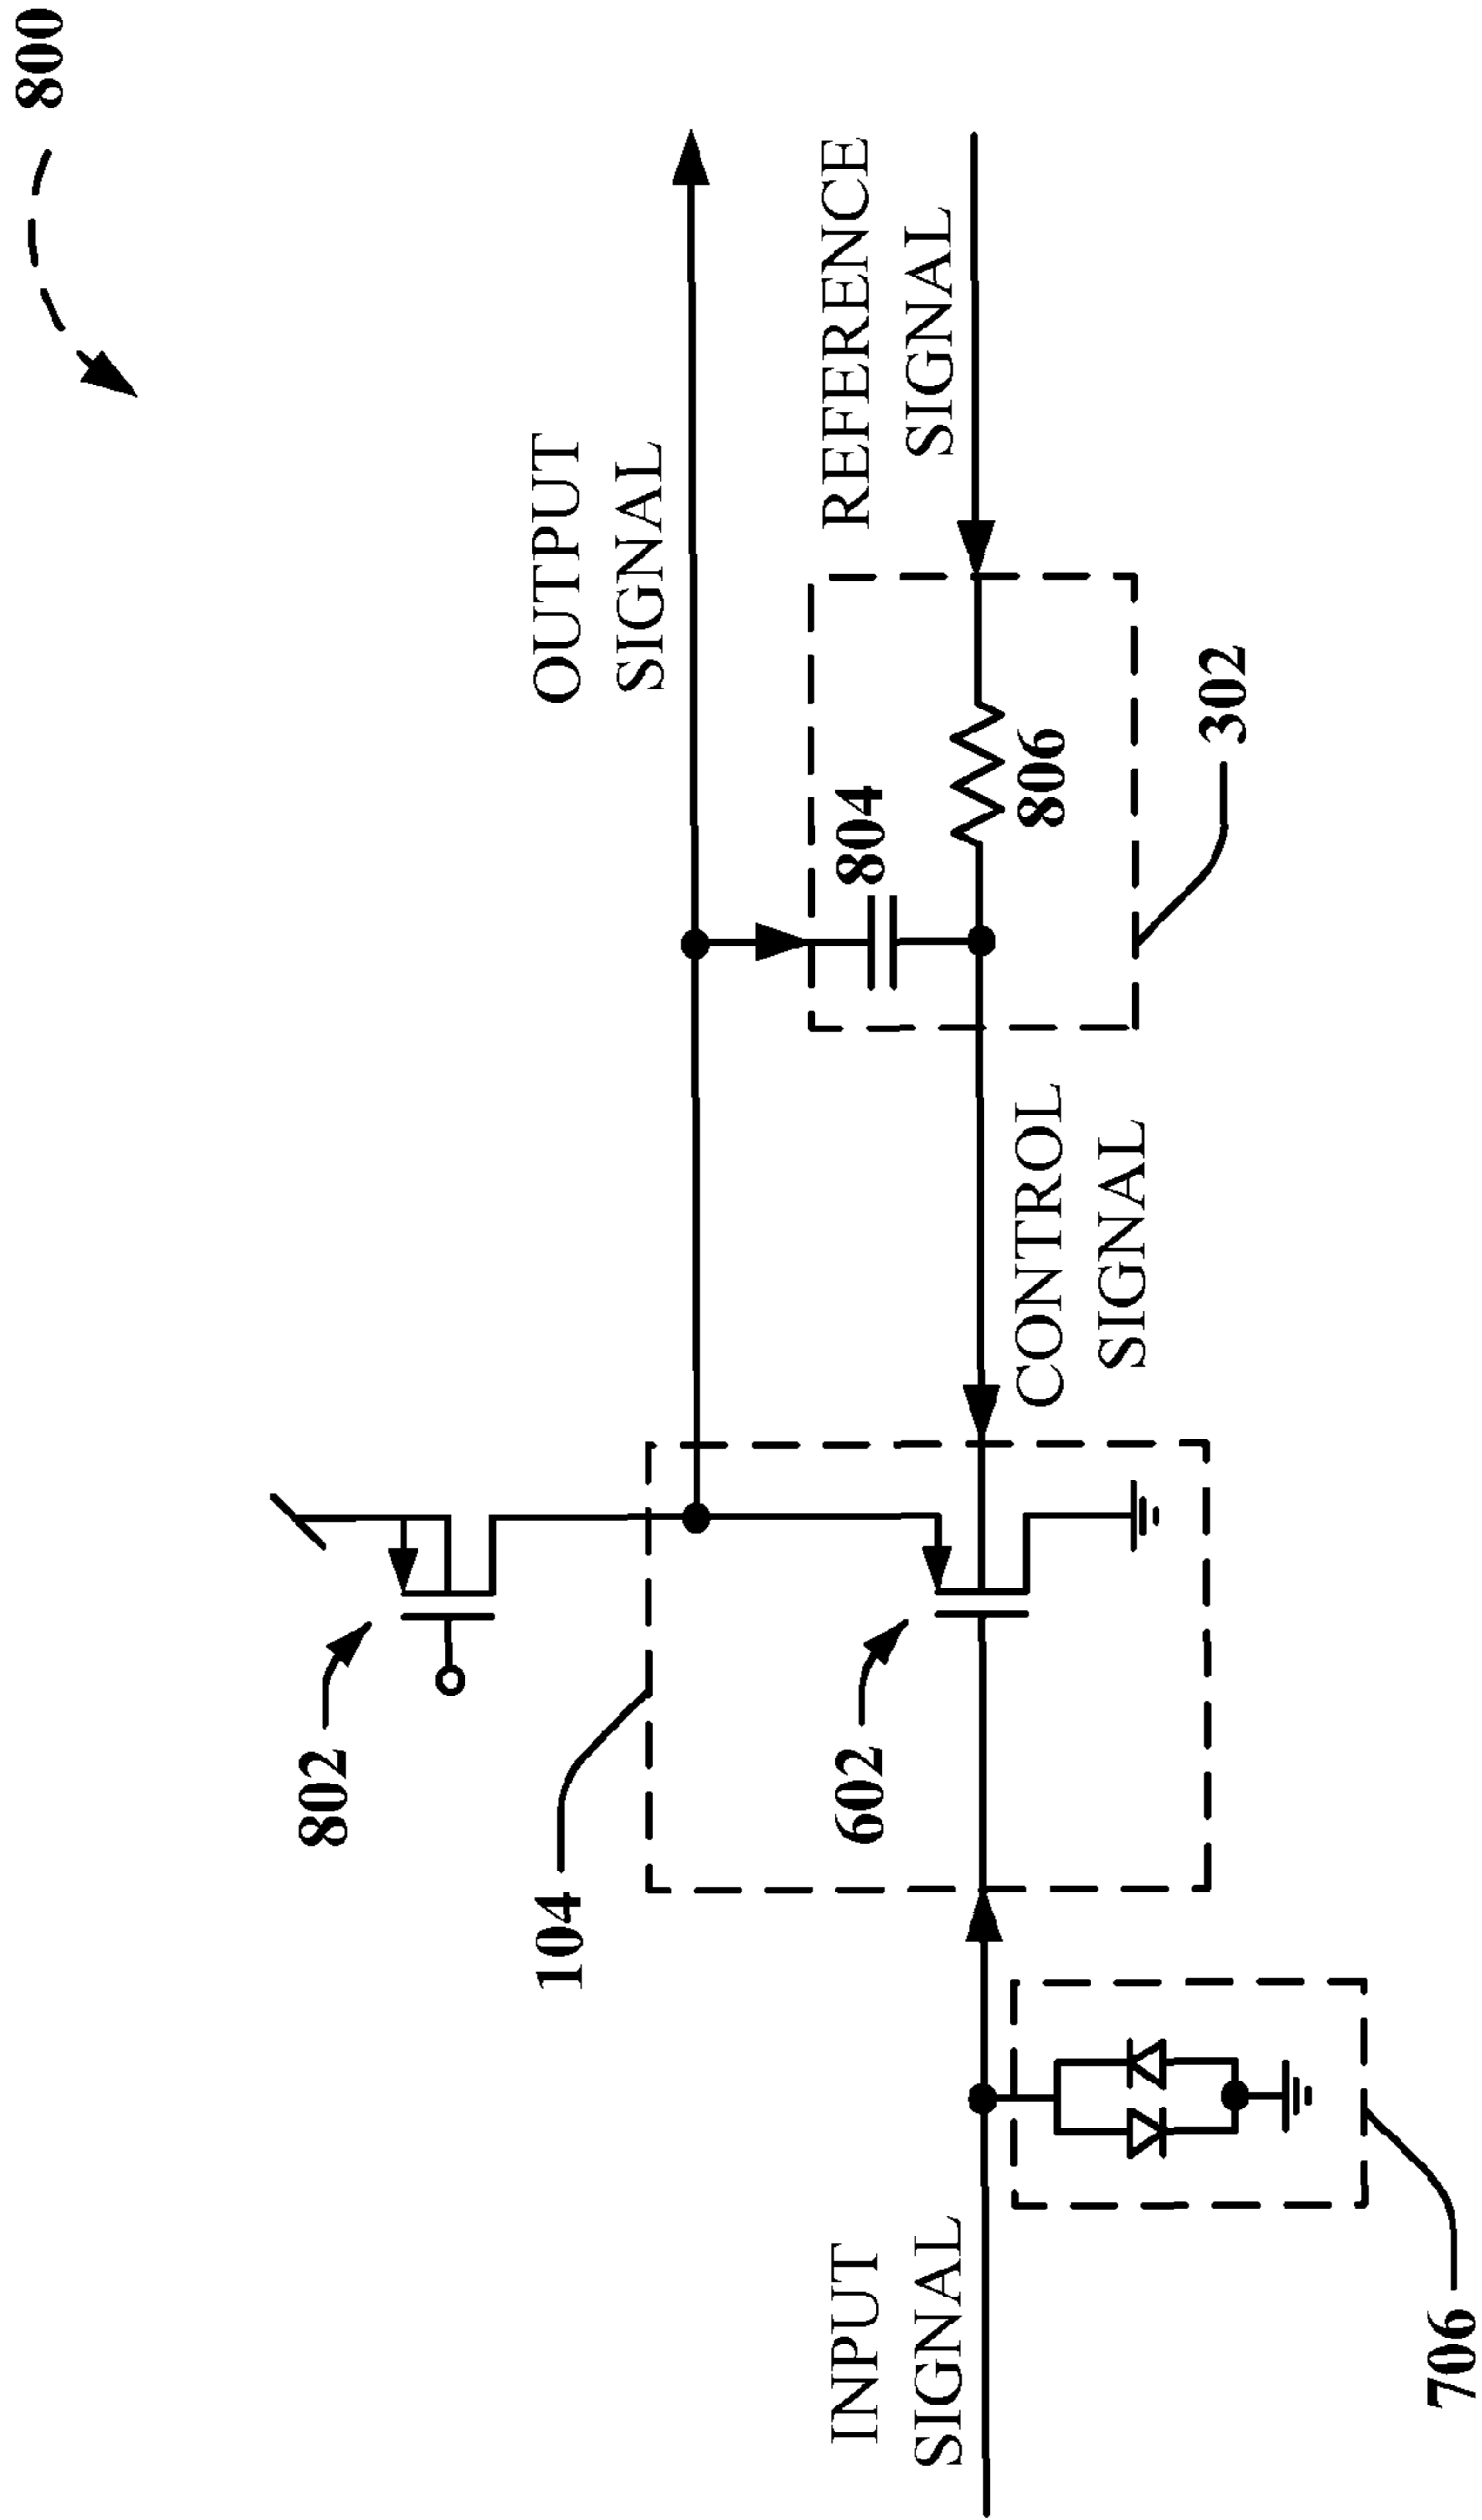 800
OUTPUT
SIGNAL
REFERENCE
SIGNAL
802
104
804
806
302
602
CONTROL
SIGNAL
INPUT
SIGNAL
706